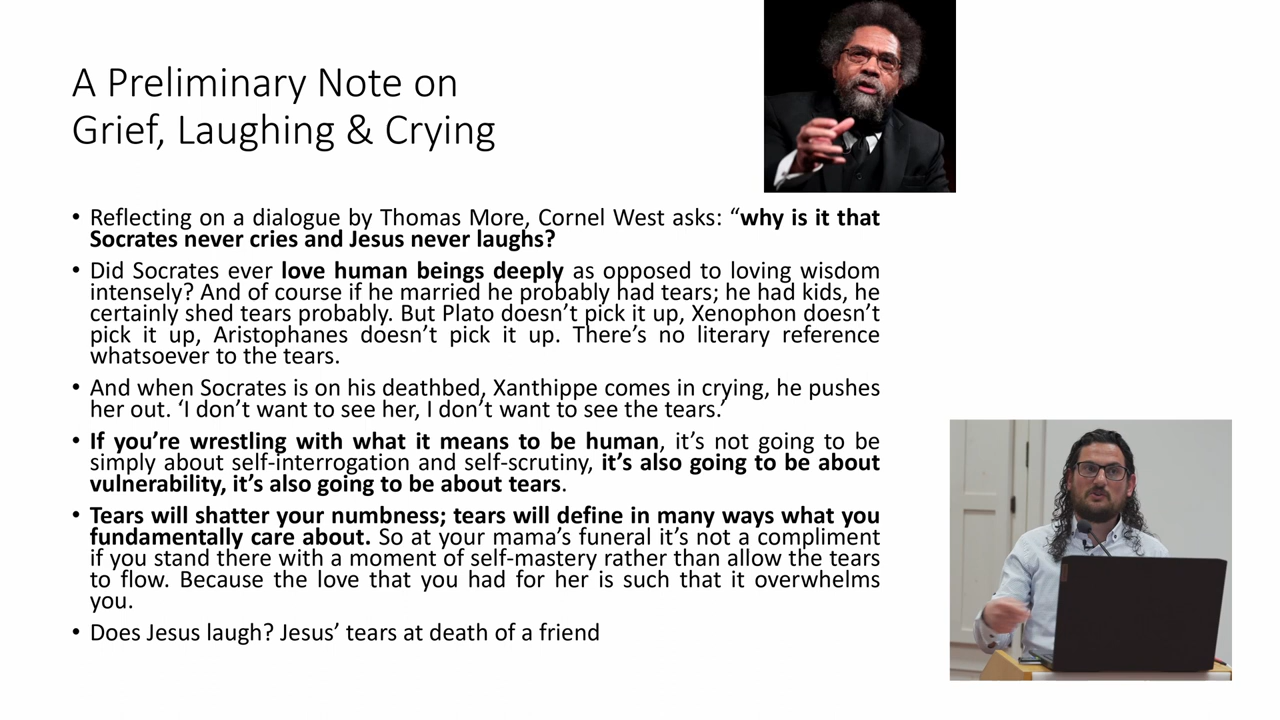 A Preliminary Note on
Grief, Laughing & Crying
• Reflecting on a dialogue by Thomas More, Cornel West asks: “why is it that
Socrates never cries and Jesus never laughs?
• Did Socrates ever love human beings deeply as opposed to loving wisdom
intensely? And of course if he married he probably had tears; he had kids, he
certainly shed tears probably. But Plato doesn’t pick it up, Xenophon doesn’t
pick it up, Aristophanes doesn’t pick it up. There’s no literary reference
whatsoever to the tears.
• And when Socrates is on his deathbed, Xanthippe comes in crying, he pushes
her out. ‘I don’t want to see her, I don’t want to see the tears.’
• If you’re wrestling with what it means to be human, it’s not going to be
simply about self-interrogation and self-scrutiny, it’s also going to be about
vulnerability, it’s also going to be about tears.
• Tears will shatter your numbness; tears will define in many ways what you
fundamentally care about. So at your mama’s funeral it’s not a compliment
if you stand there with a moment of self-mastery rather than allow the tears
to flow. Because the love that you had for her is such that it overwhelms
you.
• Does Jesus laugh? Jesus’ tears at death of a friend